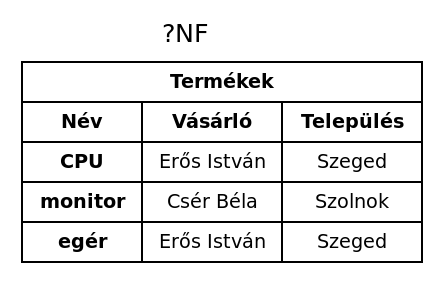 ?NF
Termékek
Név Vásárló Település
CPU Erős István Szeged
monitor Csér Béla Szolnok
egér Erős István Szeged